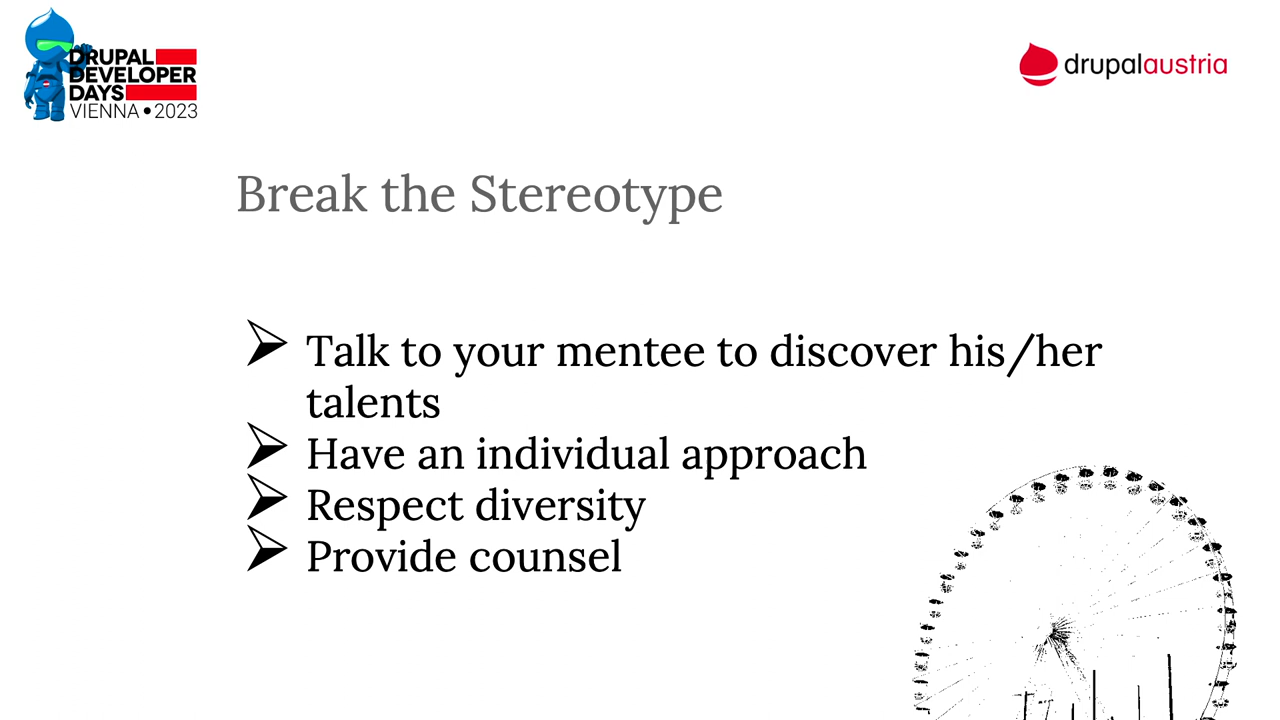 DRUPAL
DEVELOPER
DAYS
VIENNA • 2023
drupalaustria
Break the Stereotype
➢ Talk to your mentee to discover his/her
talents
➢ Have an individual approach
➢ Respect diversity
➢ Provide counsel